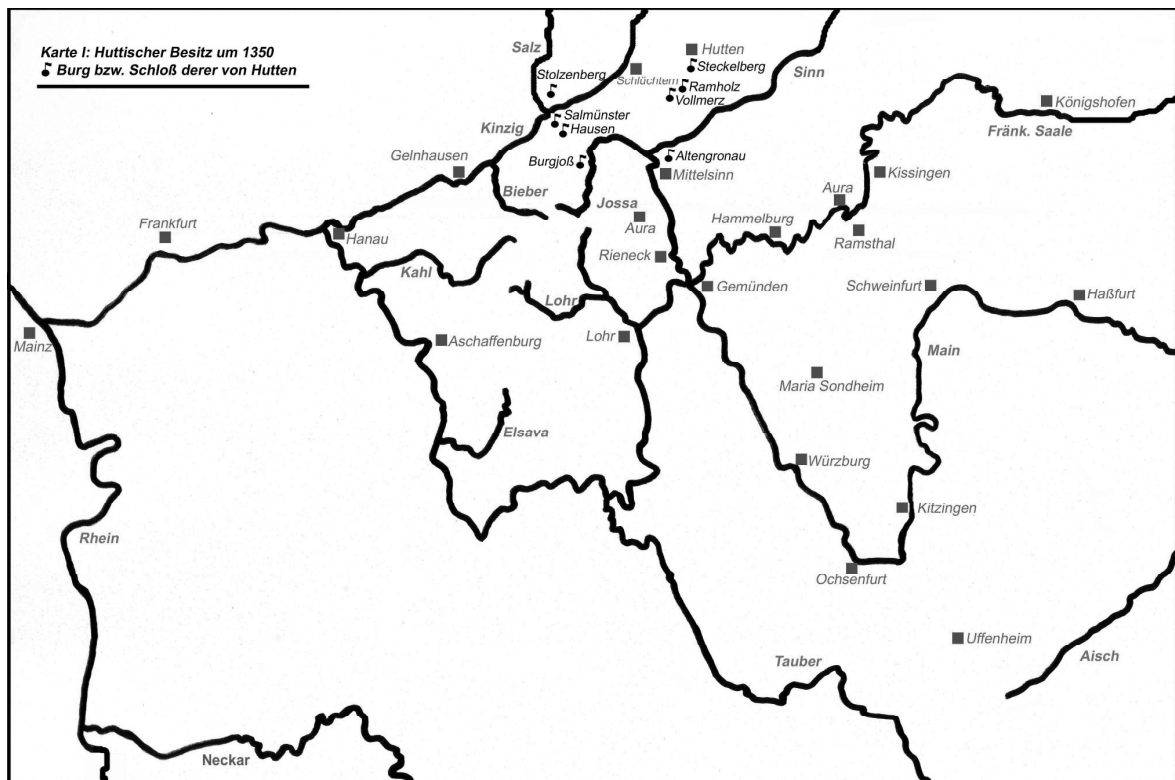 Karte I: Huttischer Besitz um 1350
Burg bzw. Schloß derer von Hutten
Salz
Hutten
Steckelberg
Schlüchtern
Sinn
Stolzenberg
Ramholz
Vollmerz
Königshofen
Salmünster
Hausen
Kinzig
Fränk. Saale
Gelnhausen
Burgjoß
Altengronau
Mittelsinn
Kissingen
Bieber
Jossa
Aura
Frankfurt
Aura
Hammelburg
Hanau
Ramsthal
Rieneck
Kahl
Gemünden
Schweinfurt
Haßfurt
Lohr
Mainz
Aschaffenburg
Lohr
Main
Maria Sondheim
Elsava
Würzburg
Kitzingen
Rhein
Ochsenfurt
Uffenheim
Tauber
Aisch
Neckar